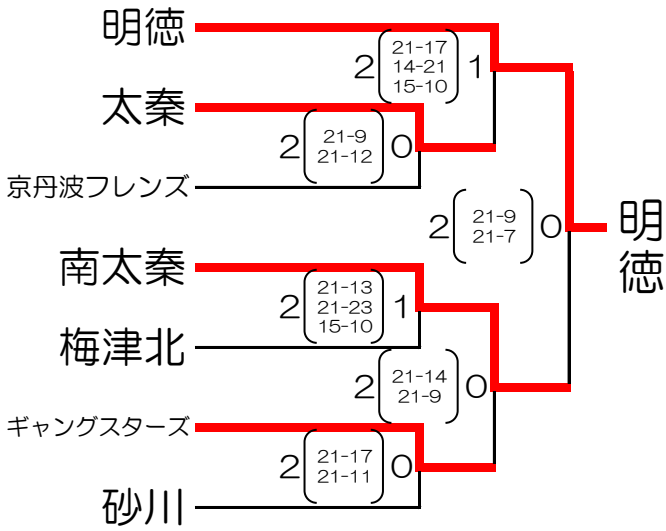 明徳
2 21-17 1
14-21
15-10
太秦
2 21-9 0
21-12
京丹波フレンズ
2 21-9 0
21-7
明徳
南太秦
2 21-13 1
21-23
15-10
梅津北
2 21-14 0
21-9
ギャングスターズ
2 21-17 0
21-11
砂川